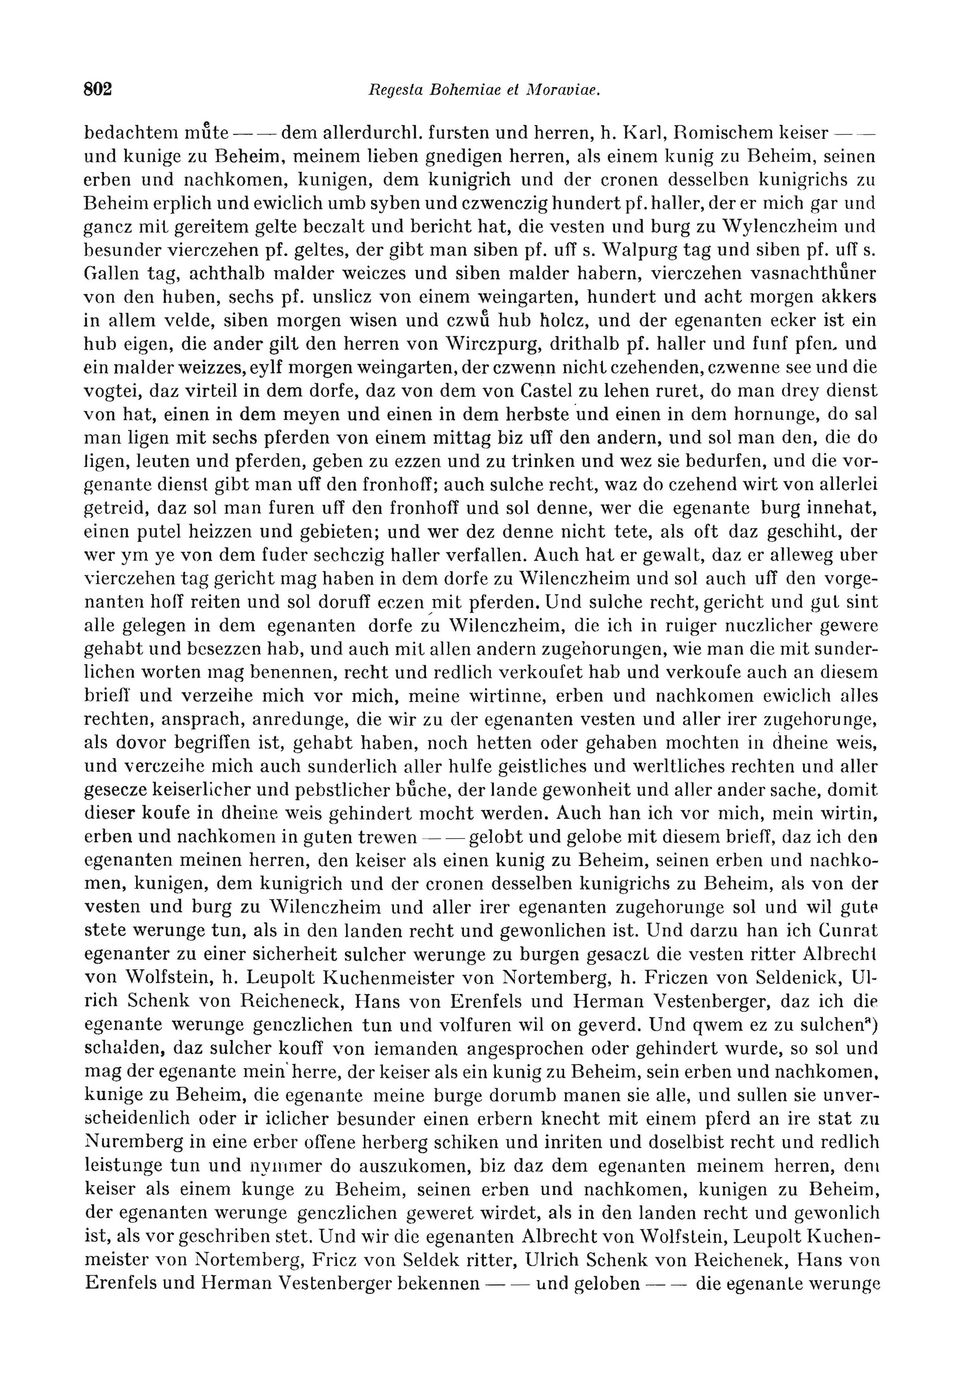 802 Regesta Bohemiae et Moraviae.
bedachtem muͤte — — dem allerdurchl. fursten und herren, h. Karl, Romischem keiser — —
und kunige zu Beheim, meinem lieben gnedigen herren, als einem kunig zu Beheim, seinen
erben und nachkomen, kunigen, dem kunigrich und der cronen desselben kunigrichs zu
Beheim erplich und ewiclich umb syben und czwenczig hundert pf. haller, der er mich gar und
gancz mit gereitem gelte beczalt und bericht hat, die vesten und burg zu Wylenczheim und
besunder vierczehen pf. geltes, der gibt man siben pf. uff s. Walpurg tag und siben pf. uff s.
Gallen tag, achthalb malder weiczes und siben malder habern, vierczehen vasnachthuͤner
von den huben, sechs pf. unslicz von einem weingarten, hundert und acht morgen akkers
in allem velde, siben morgen wisen und czwuͤ hub holcz, und der egenanten ecker ist ein
hub eigen, die ander gilt den herren von Wirczpurg, drithalb pf. haller und funf pfen. und
ein malder weizzes, eylf morgen weingarten, der czwenn nicht czehenden, czwenne see und die
vogtei, daz virteil in dem dorfe, daz von dem von Castel zu lehen ruret, do man drey dienst
von hat, einen in dem meyen und einen in dem herbste und einen in dem hornunge, do sal
man ligen mit sechs pferden von einem mittag biz uff den andern, und sol man den, die do
ligen, leuten und pferden, geben zu ezzen und zu trinken und wez sie bedurfen, und die vor-
genante dienst gibt man uff den fronhoff; auch sulche recht, waz do czehend wirt von allerlei
getreid, daz sol man furen uff den fronhoff und sol denne, wer die egenante burg innehat,
einen putel heizzen und gebieten; und wer dez denne nicht tete, als oft daz geschiht, der
wer ym ye von dem fuder sechczig haller verfallen. Auch hat er gewalt, daz er alleweg uber
vierczehen tag gericht mag haben in dem dorfe zu Wilenczheim und sol auch uff den vorge-
nanten hoff reiten und sol doruff eczen mit pferden. Und sulche recht, gericht und gut sint
alle gelegen in dem egenanten dorfe zu Wilenczheim, die ich in ruiger nuczlicher gewere
gehabt und besezzen hab, und auch mit allen andern zugehorungen, wie man die mit sunder-
lichen worten mag benennen, recht und redlich verkoufet hab und verkoufe auch an diesem
brieff und verzeihe mich vor mich, meine wirtinne, erben und nachkomen ewiclich alles
rechten, ansprach, anredunge, die wir zu der egenanten vesten und aller irer zugehorunge,
als dovor begriffen ist, gehabt haben, noch hetten oder gehaben mochten in dheine weis,
und verczeihe mich auch sunderlich aller hulfe geistliches und werltliches rechten und aller
gesecze keiserlicher und pebstlicher buͤche, der lande gewonheit und aller ander sache, domit
dieser koufe in dheine weis gehindert mocht werden. Auch han ich vor mich, mein wirtin,
erben und nachkomen in guten trewen — — gelobt und gelobe mit diesem brieff, daz ich den
egenanten meinen herren, den keiser als einen kunig zu Beheim, seinen erben und nachko-
men, kunigen, dem kunigrich und der cronen desselben kunigrichs zu Beheim, als von der
vesten und burg zu Wilenczheim und aller irer egenanten zugehorunge sol und wil gute
stete werunge tun, als in den landen recht und gewonlichen ist. Und darzu han ich Cunrat
egenanter zu einer sicherheit sulcher werunge zu burgen gesaczt die vesten ritter Albrecht
von Wolfstein, h. Leupolt Kuchenmeister von Nortemberg, h. Friczen von Seldenick, Ul-
rich Schenk von Reicheneck, Hans von Erenfels und Herman Vestenberger, daz ich die
egenante werunge genczlichen tun und volfuren wil on geverd. Und qwem ez zu sulchenª)
schalden, daz sulcher kouff von iemanden angesprochen oder gehindert wurde, so sol und
mag der egenante mein herre, der keiser als ein kunig zu Beheim, sein erben und nachkomen,
kunige zu Beheim, die egenante meine burge dorumb manen sie alle, und sullen sie unver-
scheidenlich oder ir iclicher besunder einen erbern knecht mit einem pferd an ire stat zu
Nuremberg in eine erber offene herberg schiken und inriten und doselbist recht und redlich
leistunge tun und nymmer do auszukomen, biz daz dem egenanten meinem herren, dem
keiser als einem kunge zu Beheim, seinen erben und nachkomen, kunigen zu Beheim,
der egenanten werunge genczlichen geweret wirdet, als in den landen recht und gewonlich
ist, als vor geschriben stet. Und wir die egenanten Albrecht von Wolfstein, Leupolt Kuchen-
meister von Nortemberg, Fricz von Seldek ritter, Ulrich Schenk von Reichenek, Hans von
Erenfels und Herman Vestenberger bekennen — — und geloben — — die egenante werunge